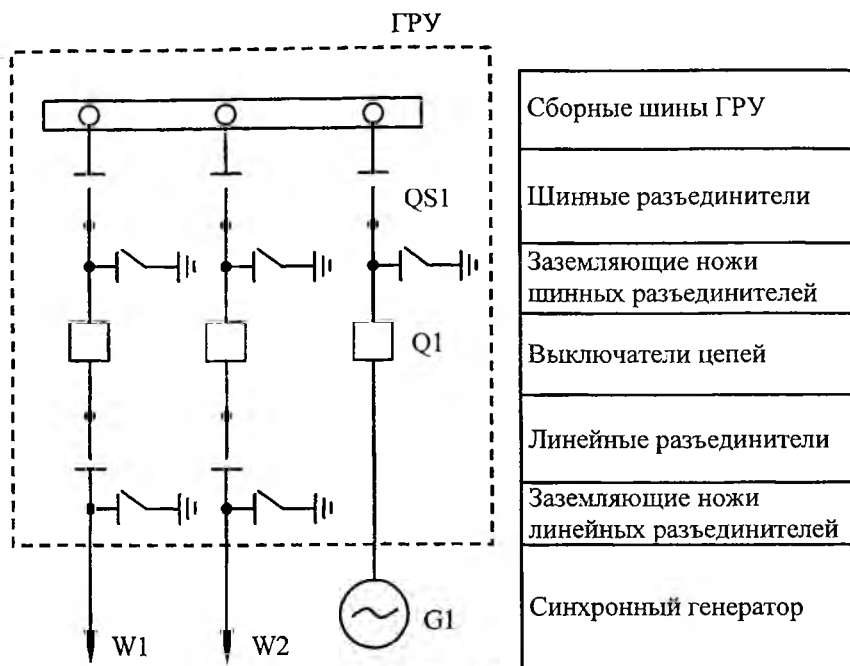 ГРУ
Сборные шины ГРУ
QS1
Шинные разъединители
Заземляющие ножи
шинных разъединителей
Q1
Выключатели цепей
Линейные разъединители
Заземляющие ножи
линейных разъединителей
W1
W2
G1
Синхронный генератор